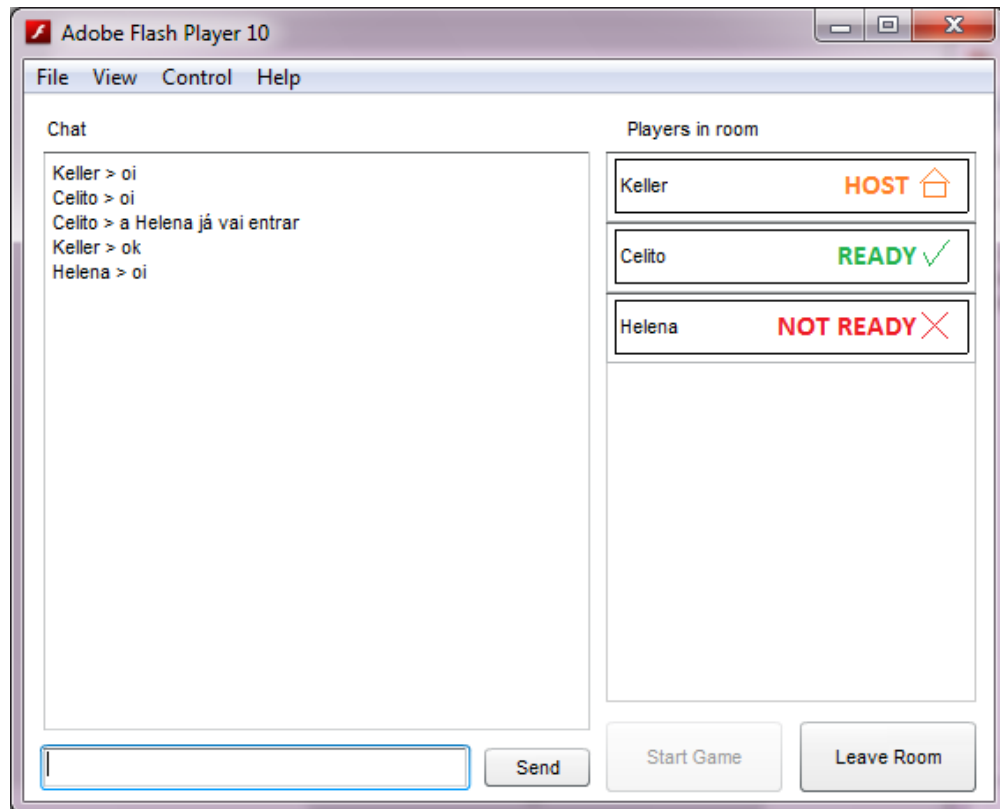 Adobe Flash Player 10
File View Control Help
Chat
Keller > oi
Celito > oi
Celito > a Helena já vai entrar
Keller > ok
Helena > oi
Send
Players in room
Keller HOST
Celito READY
Helena NOT READY
Start Game
Leave Room